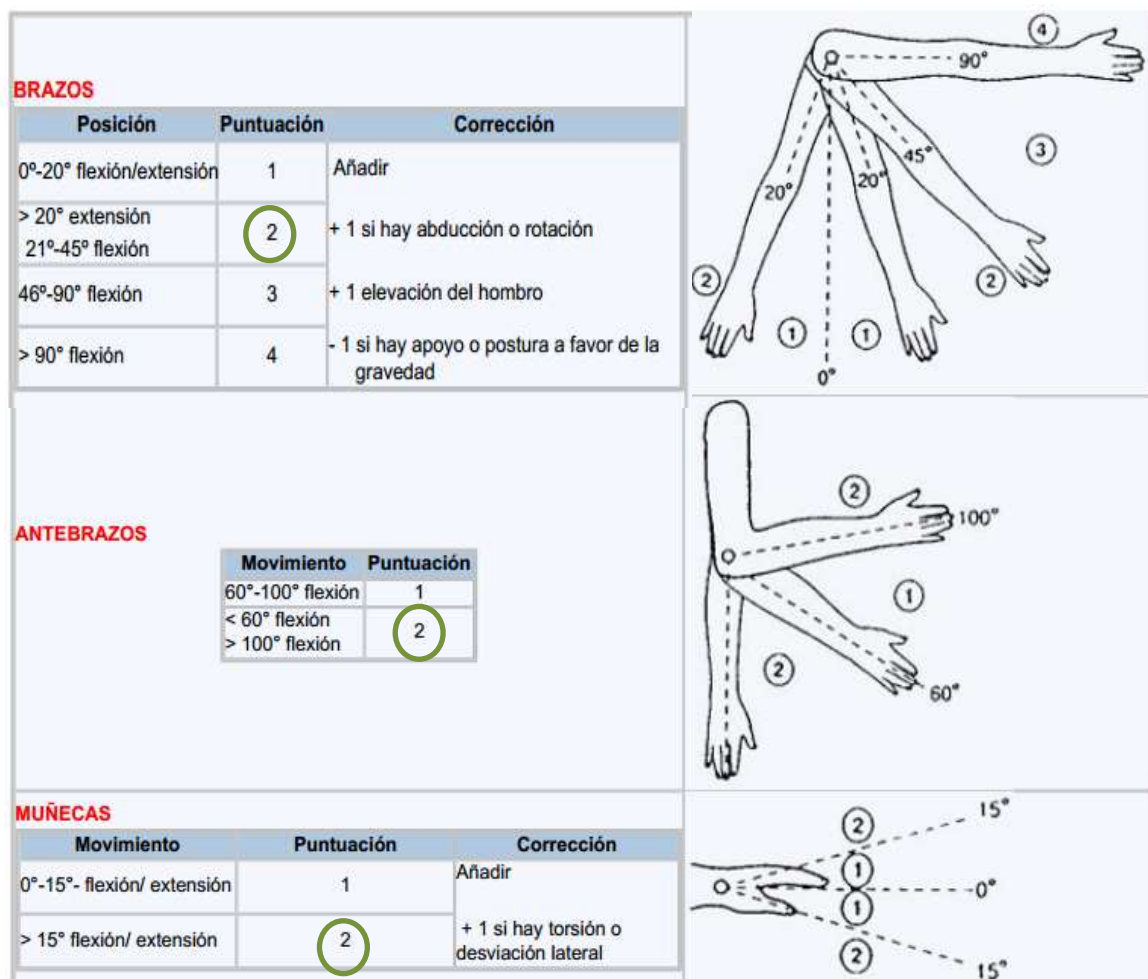 BRAZOS
Posición Puntuación Corrección
0º-20° flexión/extensión 1 Añadir
> 20° extensión
21º-45º flexión 2 + 1 si hay abducción o rotación
46º-90° flexión 3 + 1 elevación del hombro
> 90° flexión 4 - 1 si hay apoyo o postura a favor de la
gravedad
4
90°
3
45°
20° 20°
2 2
1 1
0°
ANTEBRAZOS
Movimiento Puntuación
60°-100° flexión 1
< 60° flexión
> 100° flexión 2
2
100°
1
2
60°
MUÑECAS
Movimiento Puntuación Corrección
0°-15°- flexión/ extensión 1 Añadir
> 15° flexión/ extensión 2 + 1 si hay torsión o
desviación lateral
15°
2
1
0°
1
2
15°